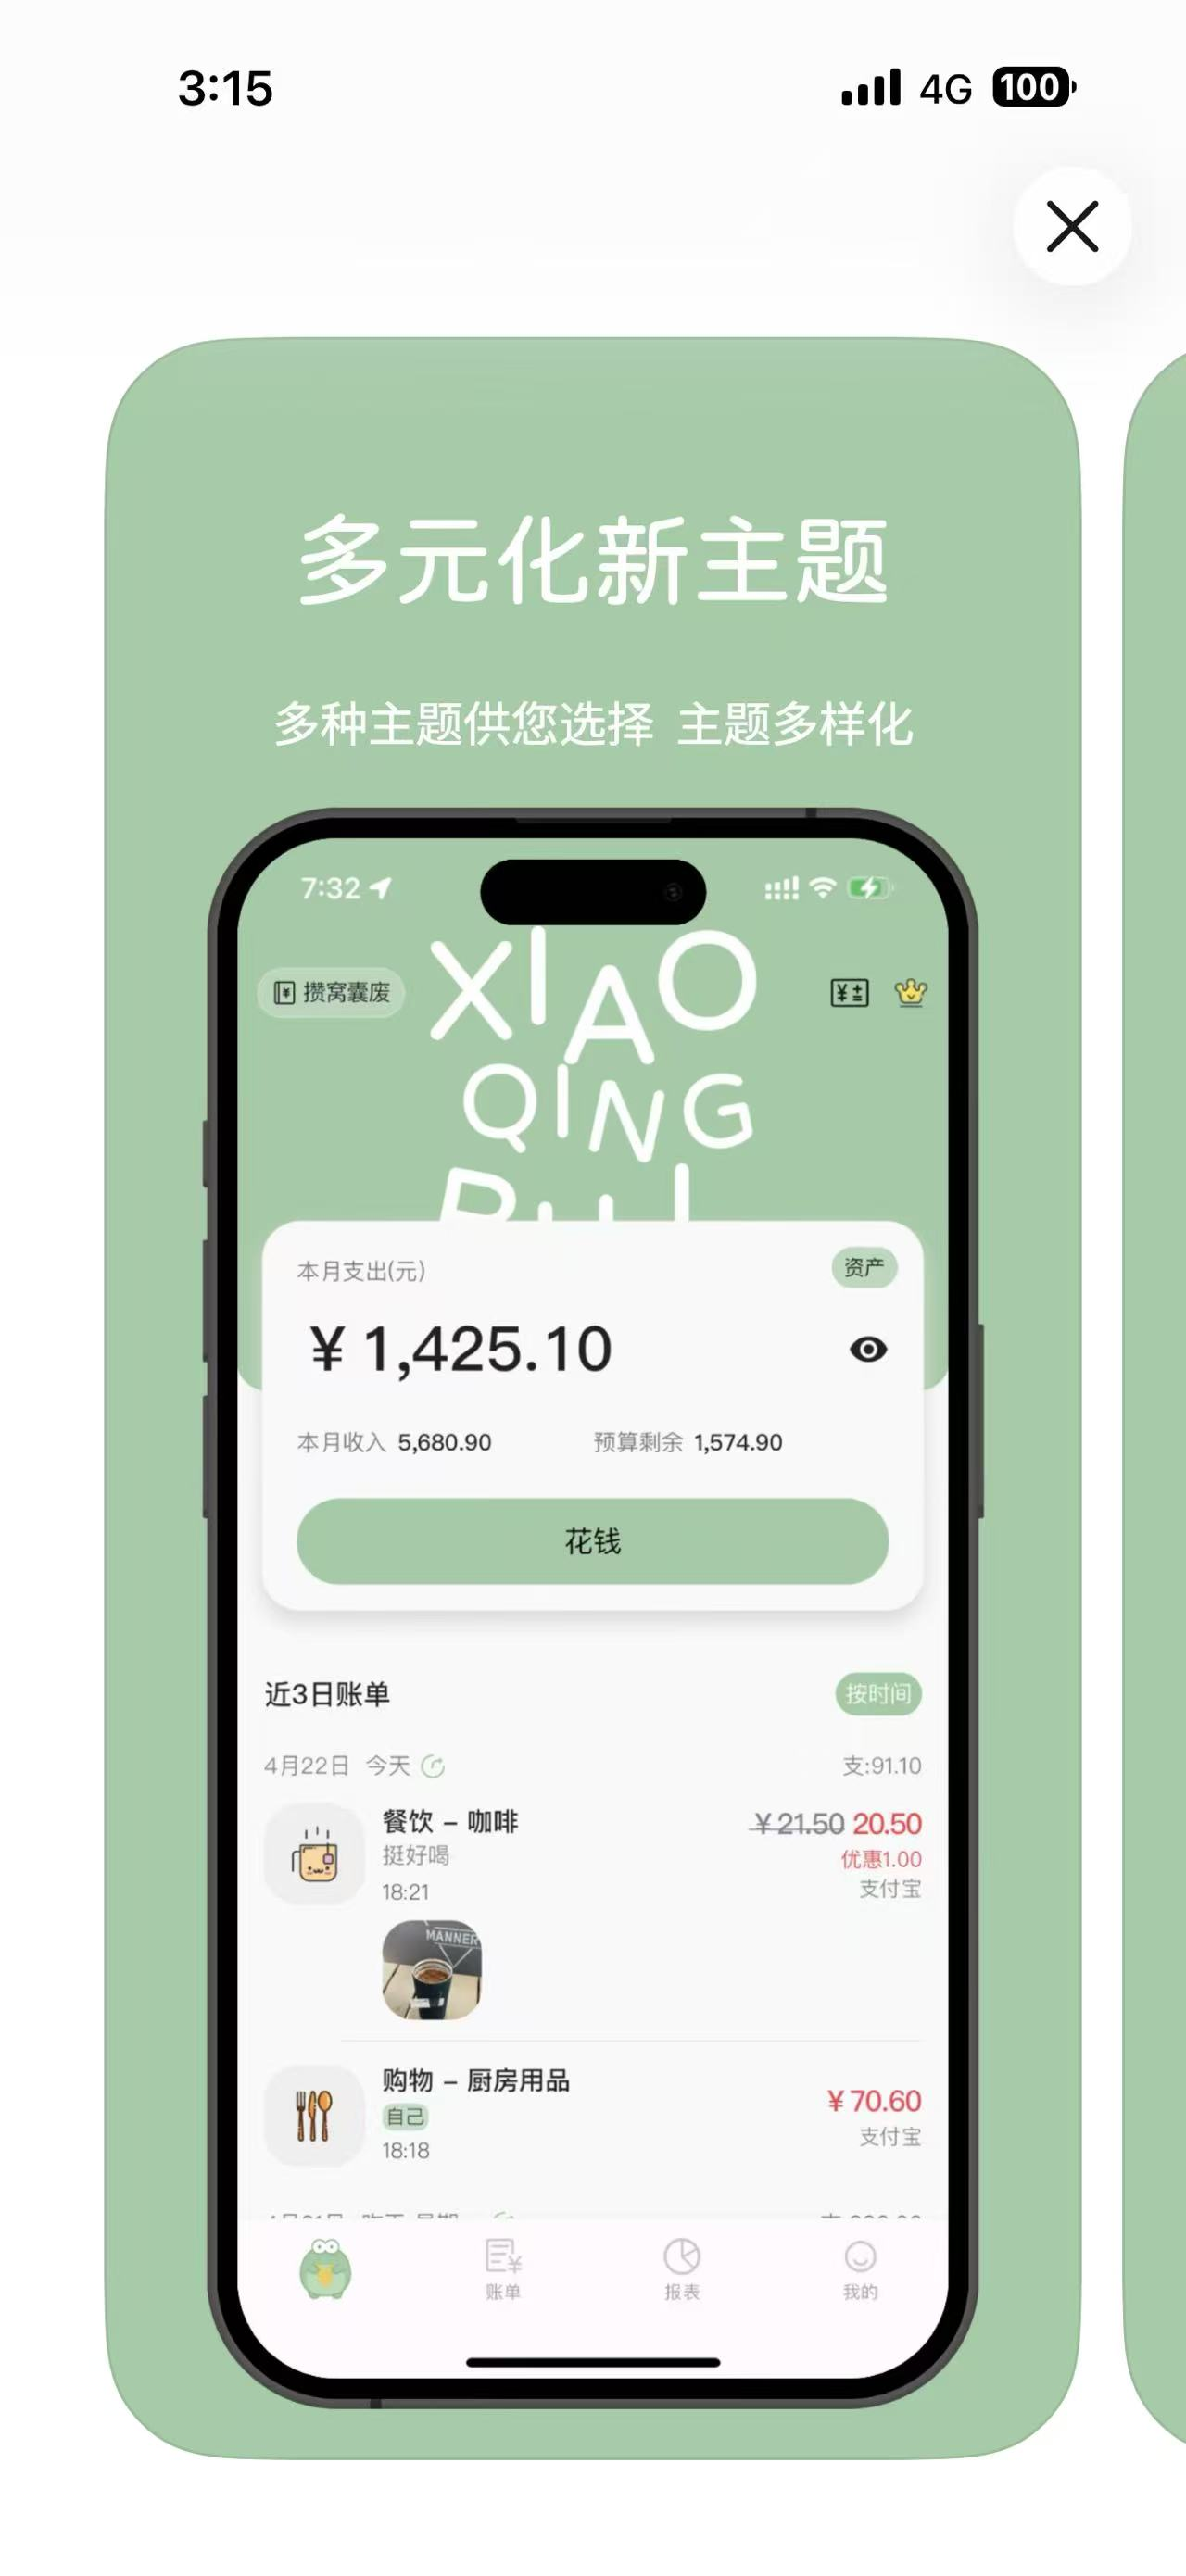 3:15
4G
100
多元化新主题
多种主题供您选择 主题多样化
7:32
攒窝囊废
XIAO
QING
本月支出(元)
资产
¥ 1,425.10
本月收入 5,680.90
预算剩余 1,574.90
花钱
近3日账单
按时间
4月22日 今天
支:91.10
餐饮 – 咖啡
¥21.50 20.50
挺好喝
优惠1.00
18:21
支付宝
MANNER
购物 – 厨房用品
自己
¥70.60
18:18
支付宝
账单
报表
我的